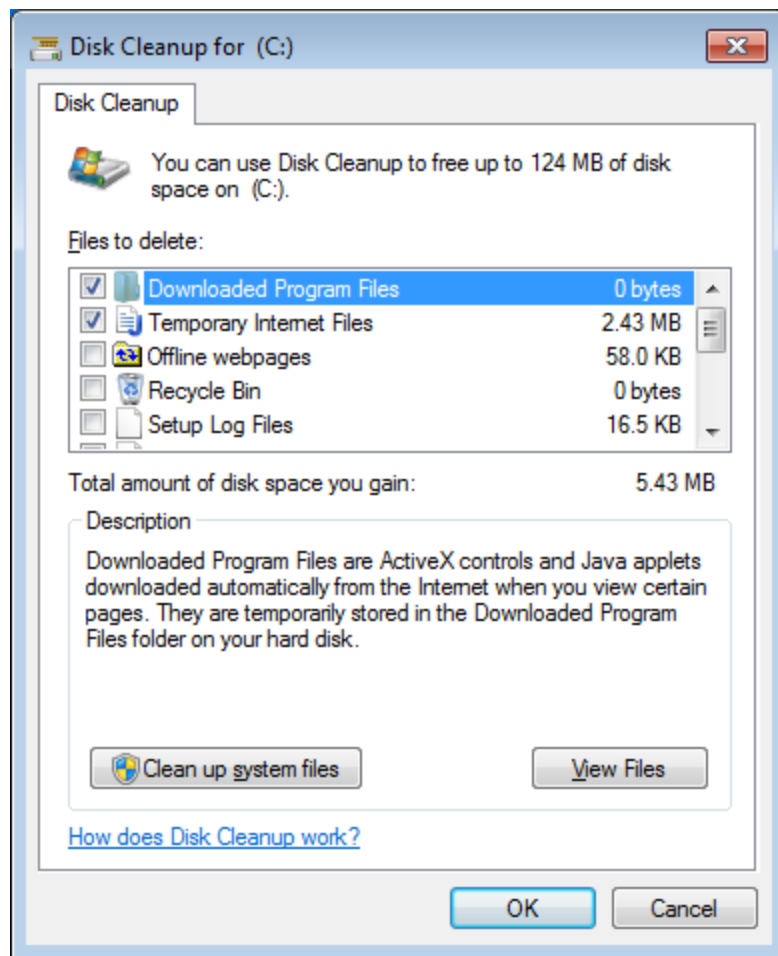 Disk Cleanup for (C:)
Disk Cleanup
You can use Disk Cleanup to free up to 124 MB of disk
space on (C:).
Files to delete:
Downloaded Program Files 0 bytes
Temporary Internet Files 2.43 MB
Offline webpages 58.0 KB
Recycle Bin 0 bytes
Setup Log Files 16.5 KB
Total amount of disk space you gain: 5.43 MB
Description
Downloaded Program Files are ActiveX controls and Java applets
downloaded automatically from the Internet when you view certain
pages. They are temporarily stored in the Downloaded Program
Files folder on your hard disk.
Clean up system files View Files
How does Disk Cleanup work?
OK Cancel